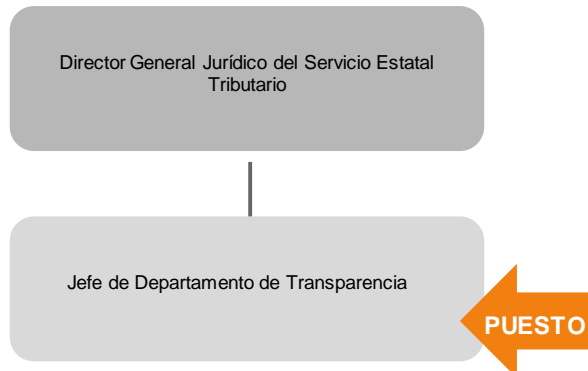 Director General Jurídico del Servicio Estatal
Tributario
Jefe de Departamento de Transparencia
PUESTO